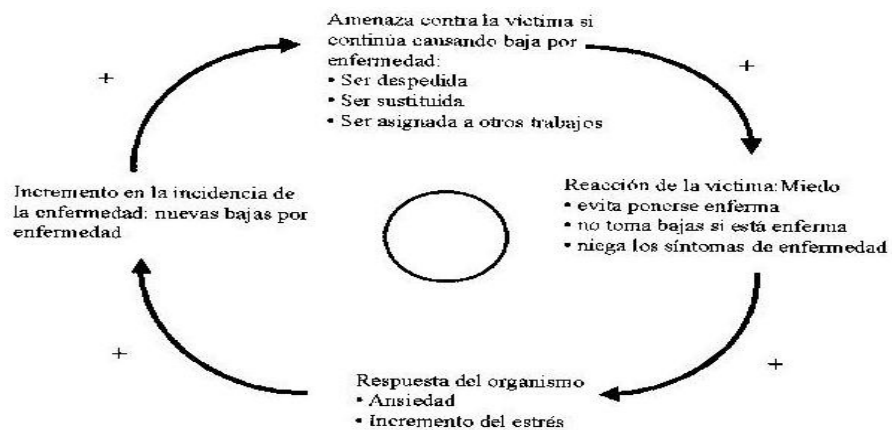 Amenaza contra la víctima si
continúa causando baja por
enfermedad:
• Ser despedida
• Ser sustituida
• Ser asignada a otros trabajos
+
+
Reacción de la víctima: Miedo
• evita ponerse enferma
• no toma bajas si está enferma
• niega los síntomas de enfermedad
Incremento en la incidencia de
la enfermedad: nuevas bajas por
enfermedad
+
+
Respuesta del organismo
• Ansiedad
• Incremento del estrés